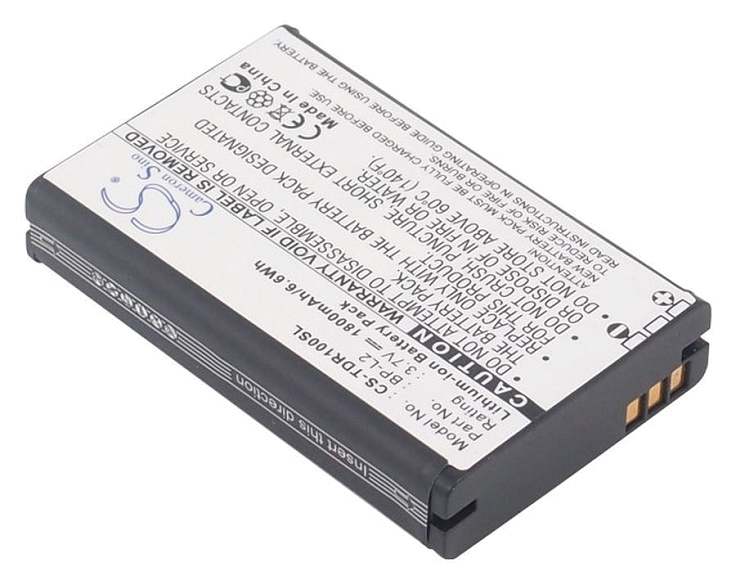 Cameron Sino
CS
Model No. : CS-TDR100SL
: BP-L2
Rating : 3.7V 1800mAh/6.6Wh
Lithium-ion Battery Pack
CAUTION WARRANTY VOID IF LABEL IS REMOVED
• DO NOT ATTEMPT TO DISASSEMBLE, OPEN OR SERVICE
THE BATTERY PACK.
REPLACE ONLY WITH THE BATTERY PACK DESIGNATED
FOR THIS PRODUCT.
• DO NOT CRUSH PUNCTURE SHORT EXTERNAL CONTACTS
OR DISPOSE OF IN FIRE OR WATER.
• DO NOT STORE ABOVE 60°C (140°F).
TO REDUCE RISK OF FIRE OR BURNS
NEW BATTERY PACK MUST BE FULLY CHARGED BEFORE USE.
ATTENTION
READ INSTRUCTIONS IN OPERATING GUIDE BEFORE USING THE BATTERY.
CE
Made in China
+
-
Insert this direction